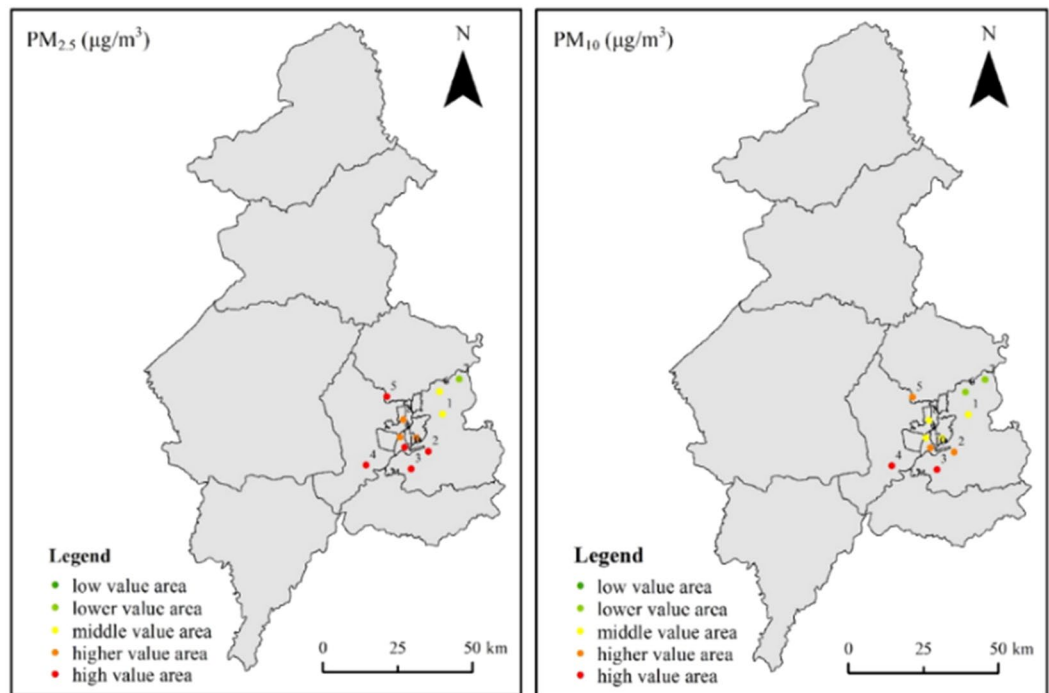 PM2.5 (μg/m³)
N
5
1
2
4
3
Legend
low value area
lower value area
middle value area
higher value area
high value area
0 25 50 km
PM10 (μg/m³)
N
5
1
2
4
3
Legend
low value area
lower value area
middle value area
higher value area
high value area
0 25 50 km